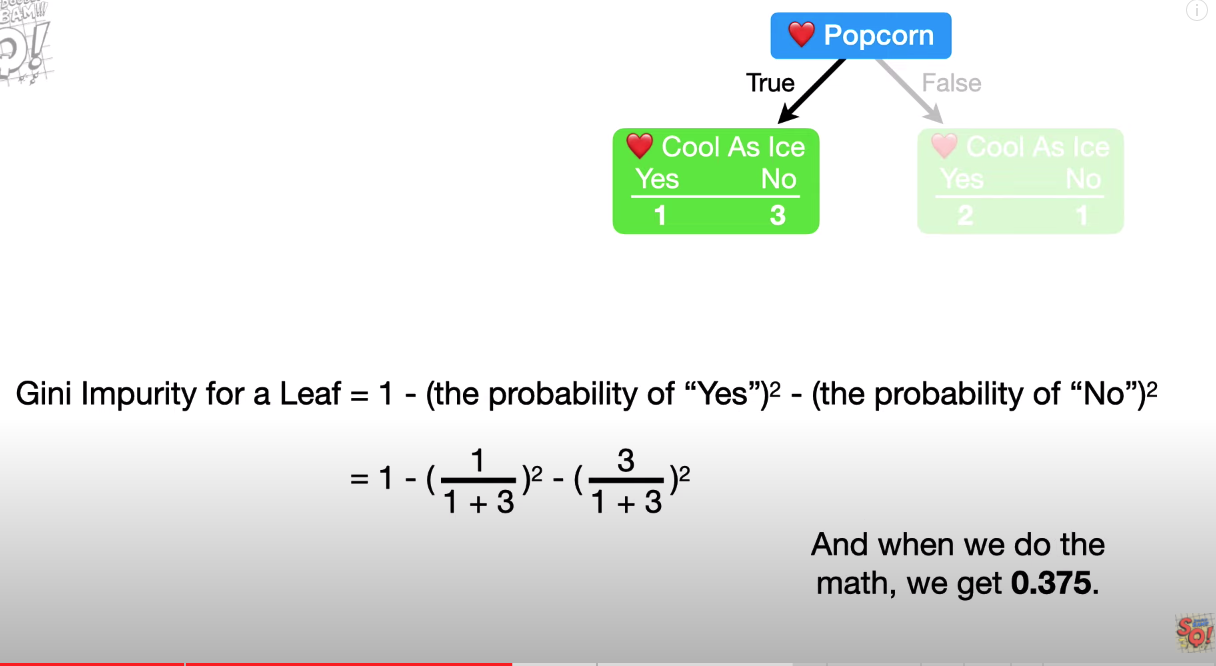 BAM!!!
❤️ Popcorn
True
False
❤️ Cool As Ice
Yes No
1 3
❤️ Cool As Ice
Yes No
2 1
Gini Impurity for a Leaf = 1 - (the probability of “Yes”)² - (the probability of “No”)²
= 1 - (1 / 1 + 3)² - (3 / 1 + 3)²
And when we do the
math, we get 0.375.
SQ!